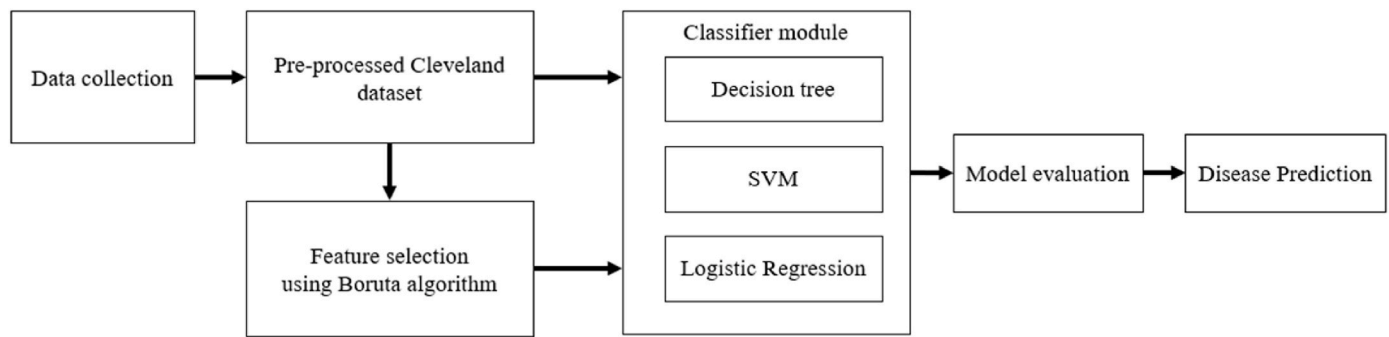 Data collection
Pre-processed Cleveland
dataset
Feature selection
using Boruta algorithm
Classifier module
Decision tree
SVM
Logistic Regression
Model evaluation
Disease Prediction